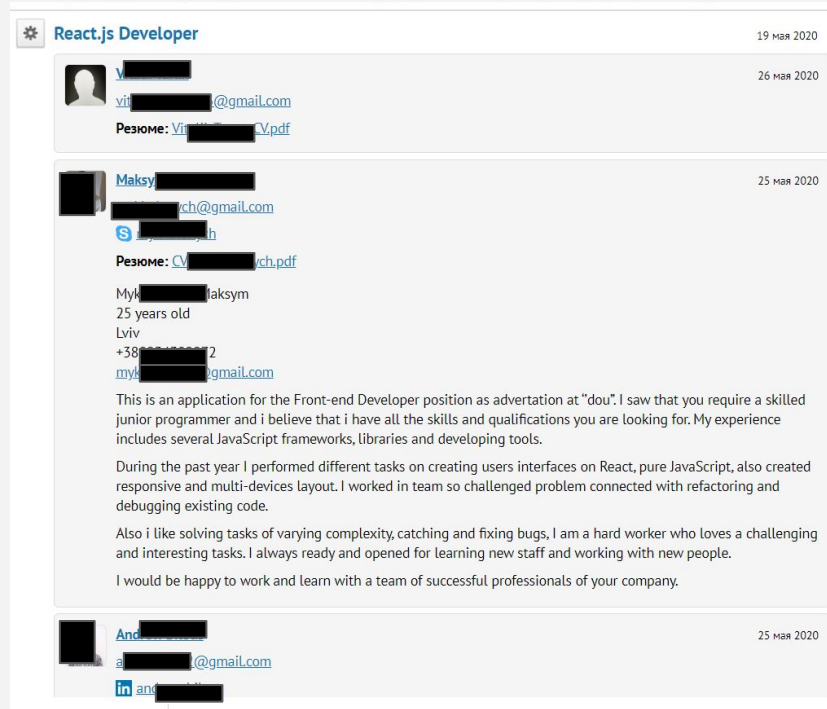 React.js Developer
19 мая 2020
V
26 мая 2020
vit @gmail.com
Резюме: Vit CV.pdf
Maksy
25 мая 2020
ych@gmail.com
h
Резюме: CV ych.pdf
Myk Maksym
25 years old
Lviv
+38 2
myk @gmail.com
This is an application for the Front-end Developer position as advertation at “dou”. I saw that you require a skilled
junior programmer and i believe that i have all the skills and qualifications you are looking for. My experience
includes several JavaScript frameworks, libraries and developing tools.
During the past year I performed different tasks on creating users interfaces on React, pure JavaScript, also created
responsive and multi-devices layout. I worked in team so challenged problem connected with refactoring and
debugging existing code.
Also i like solving tasks of varying complexity, catching and fixing bugs, I am a hard worker who loves a challenging
and interesting tasks. I always ready and opened for learning new staff and working with new people.
I would be happy to work and learn with a team of successful professionals of your company.
And
25 мая 2020
a @gmail.com
in and